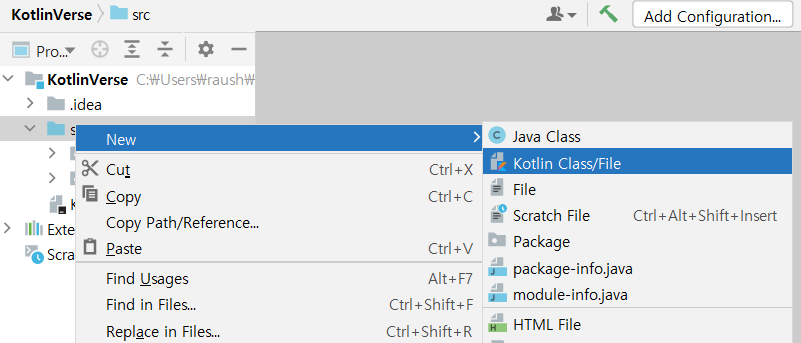 KotlinVerse src
Add Configuration...
Pro...
KotlinVerse C:₩Users₩raush₩
.idea
New
Cut Ctrl+X
Copy Ctrl+C
Copy Path/Reference...
Paste Ctrl+V
Find Usages Alt+F7
Find in Files... Ctrl+Shift+F
Replace in Files... Ctrl+Shift+R
Java Class
Kotlin Class/File
File
Scratch File Ctrl+Alt+Shift+Insert
Package
package-info.java
module-info.java
HTML File
s
K
Exte
Scra